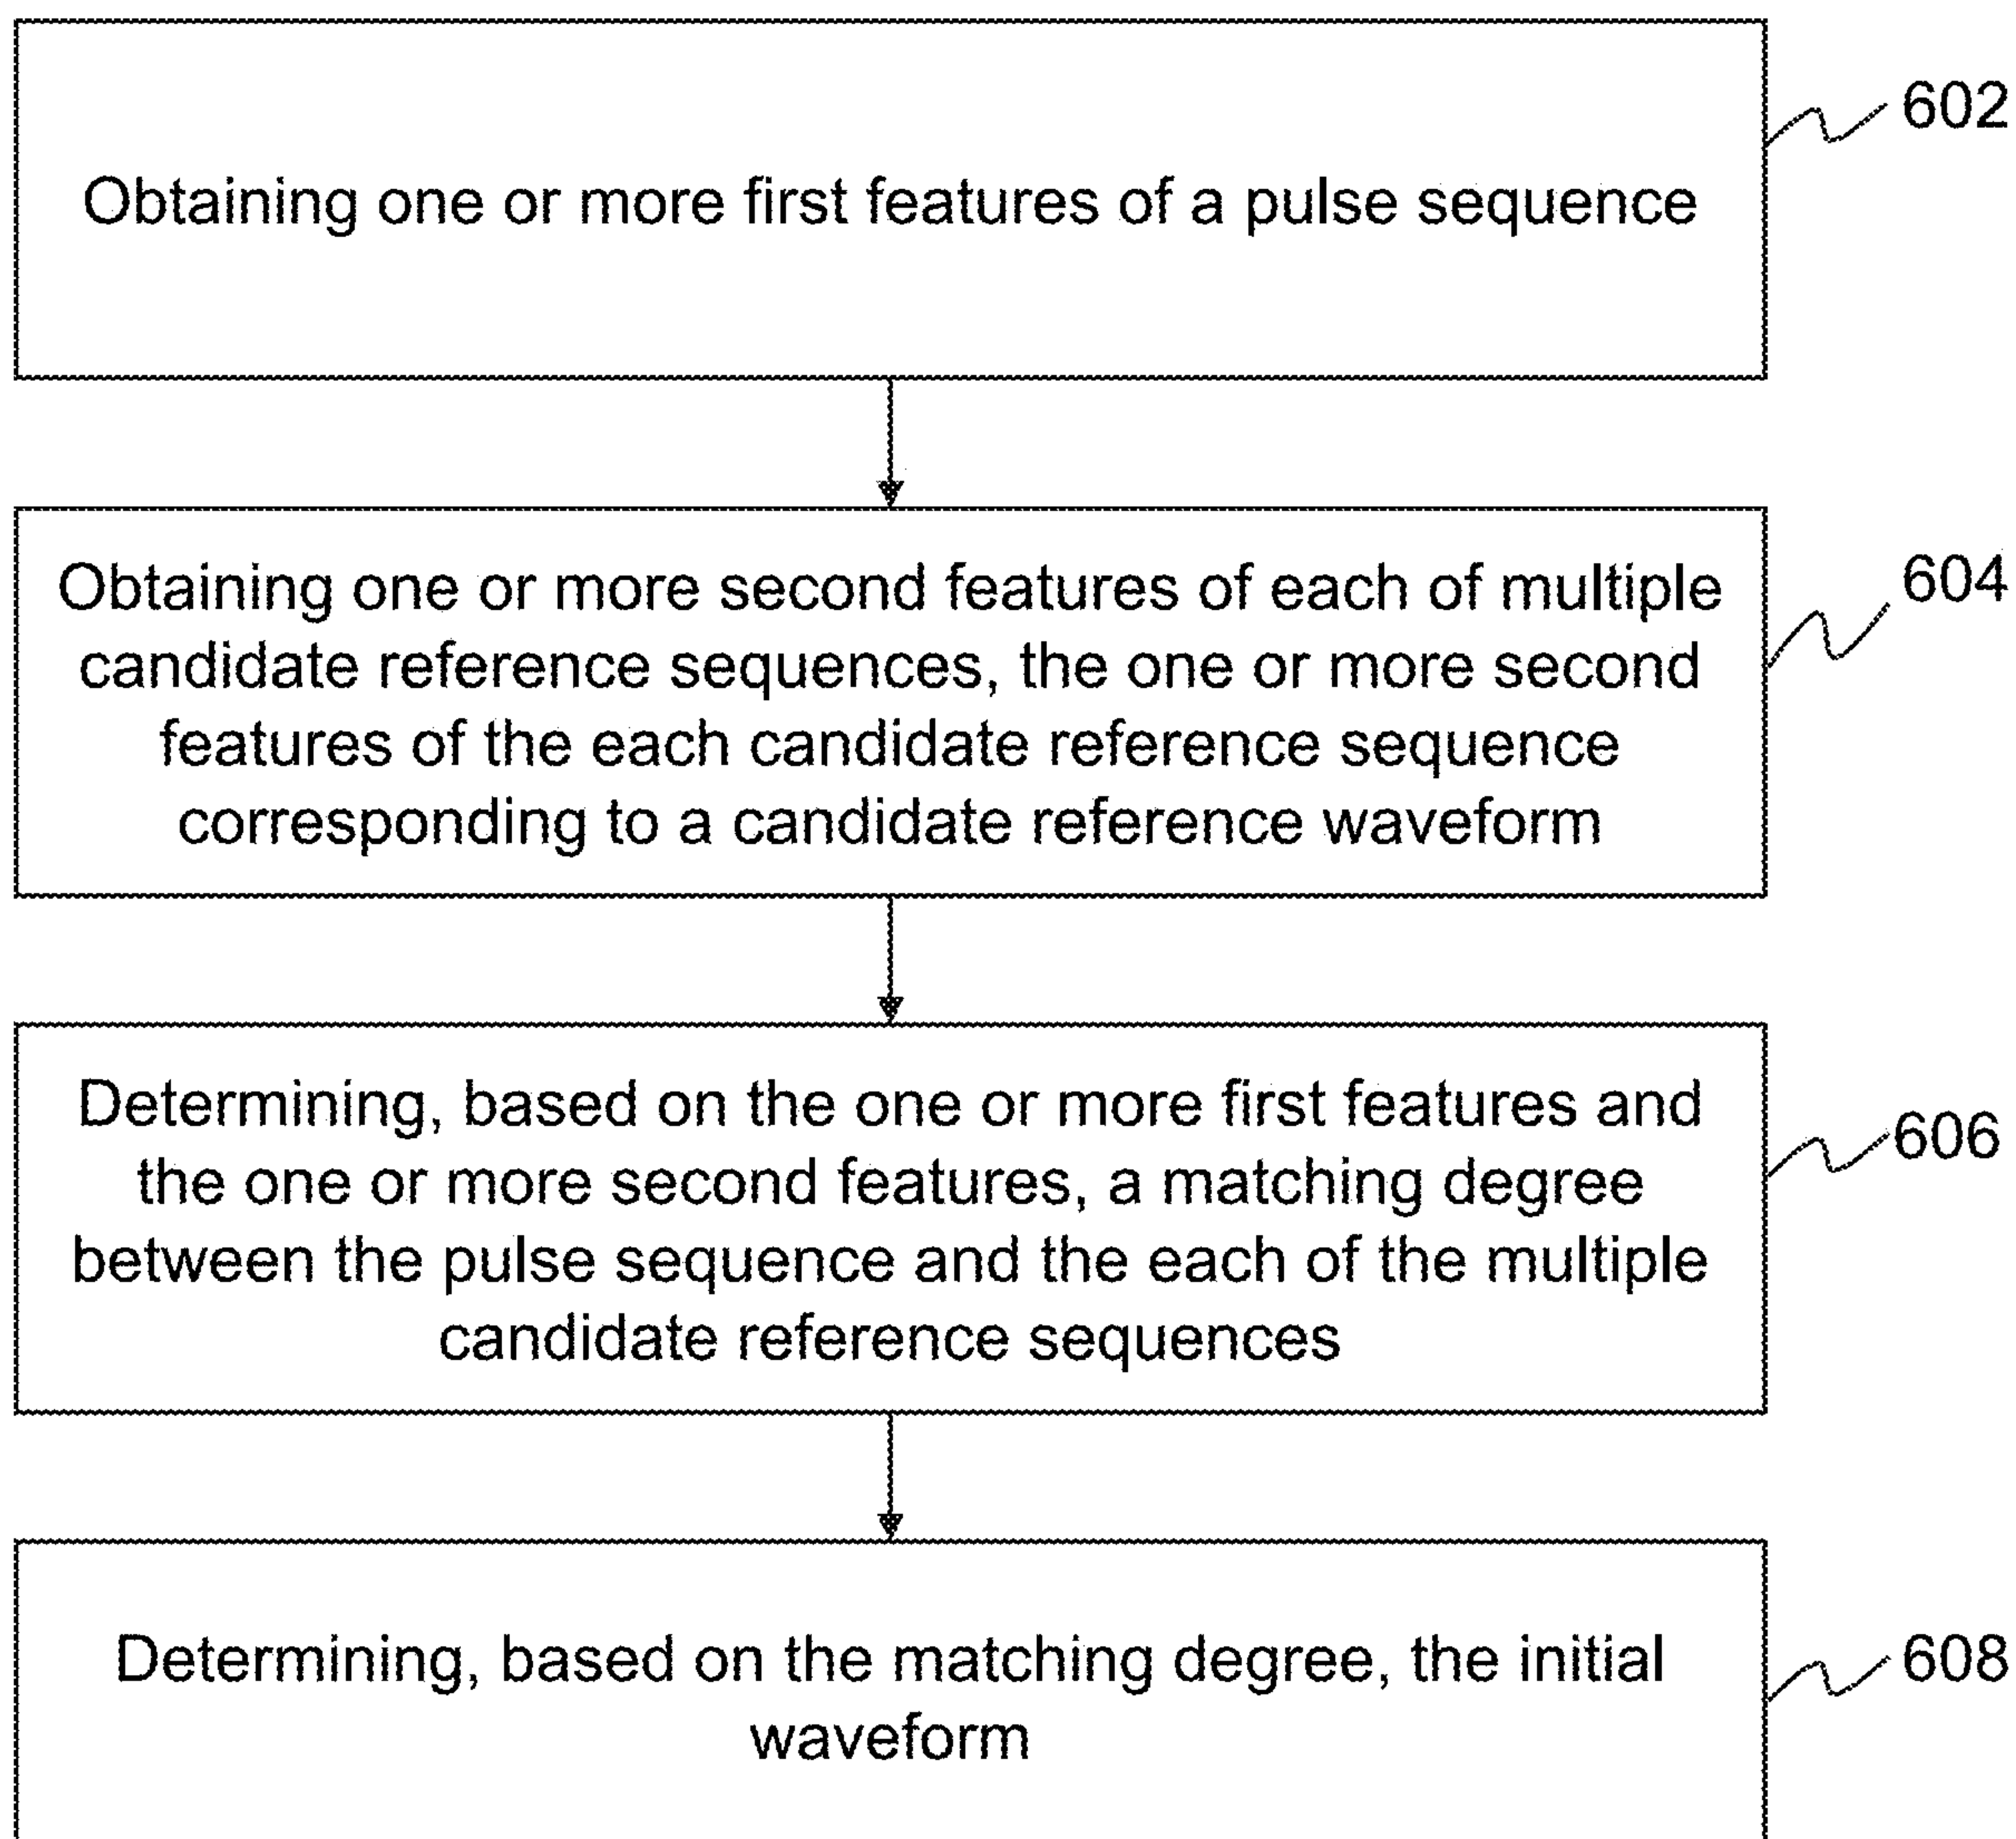 602
Obtaining one or more first features of a pulse sequence
Obtaining one or more second features of each of multiple
604
candidate reference sequences, the one or more second
features of the each candidate reference sequence
corresponding to a candidate reference waveform
Determining, based on the one or more first features and
606
the one or more second features, a matching degree
between the pulse sequence and the each of the multiple
candidate reference sequences
Determining, based on the matching degree, the initial
608
waveform